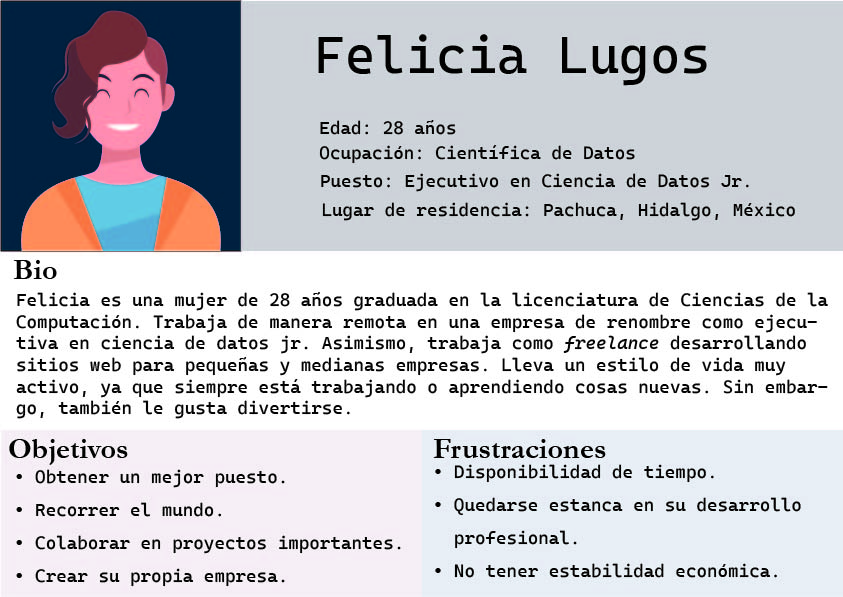 Felicia Lugos
Edad: 28 años
Ocupación: Científica de Datos
Puesto: Ejecutivo en Ciencia de Datos Jr.
Lugar de residencia: Pachuca, Hidalgo, México
Bio
Felicia es una mujer de 28 años graduada en la licenciatura de Ciencias de la
Computación. Trabaja de manera remota en una empresa de renombre como ejecu-
tiva en ciencia de datos jr. Asimismo, trabaja como freelance desarrollando
sitios web para pequeñas y medianas empresas. Lleva un estilo de vida muy
activo, ya que siempre está trabajando o aprendiendo cosas nuevas. Sin embar-
go, también le gusta divertirse.
Objetivos
• Obtener un mejor puesto.
• Recorrer el mundo.
• Colaborar en proyectos importantes.
• Crear su propia empresa.
Frustraciones
• Disponibilidad de tiempo.
• Quedarse estanca en su desarrollo
profesional.
• No tener estabilidad económica.